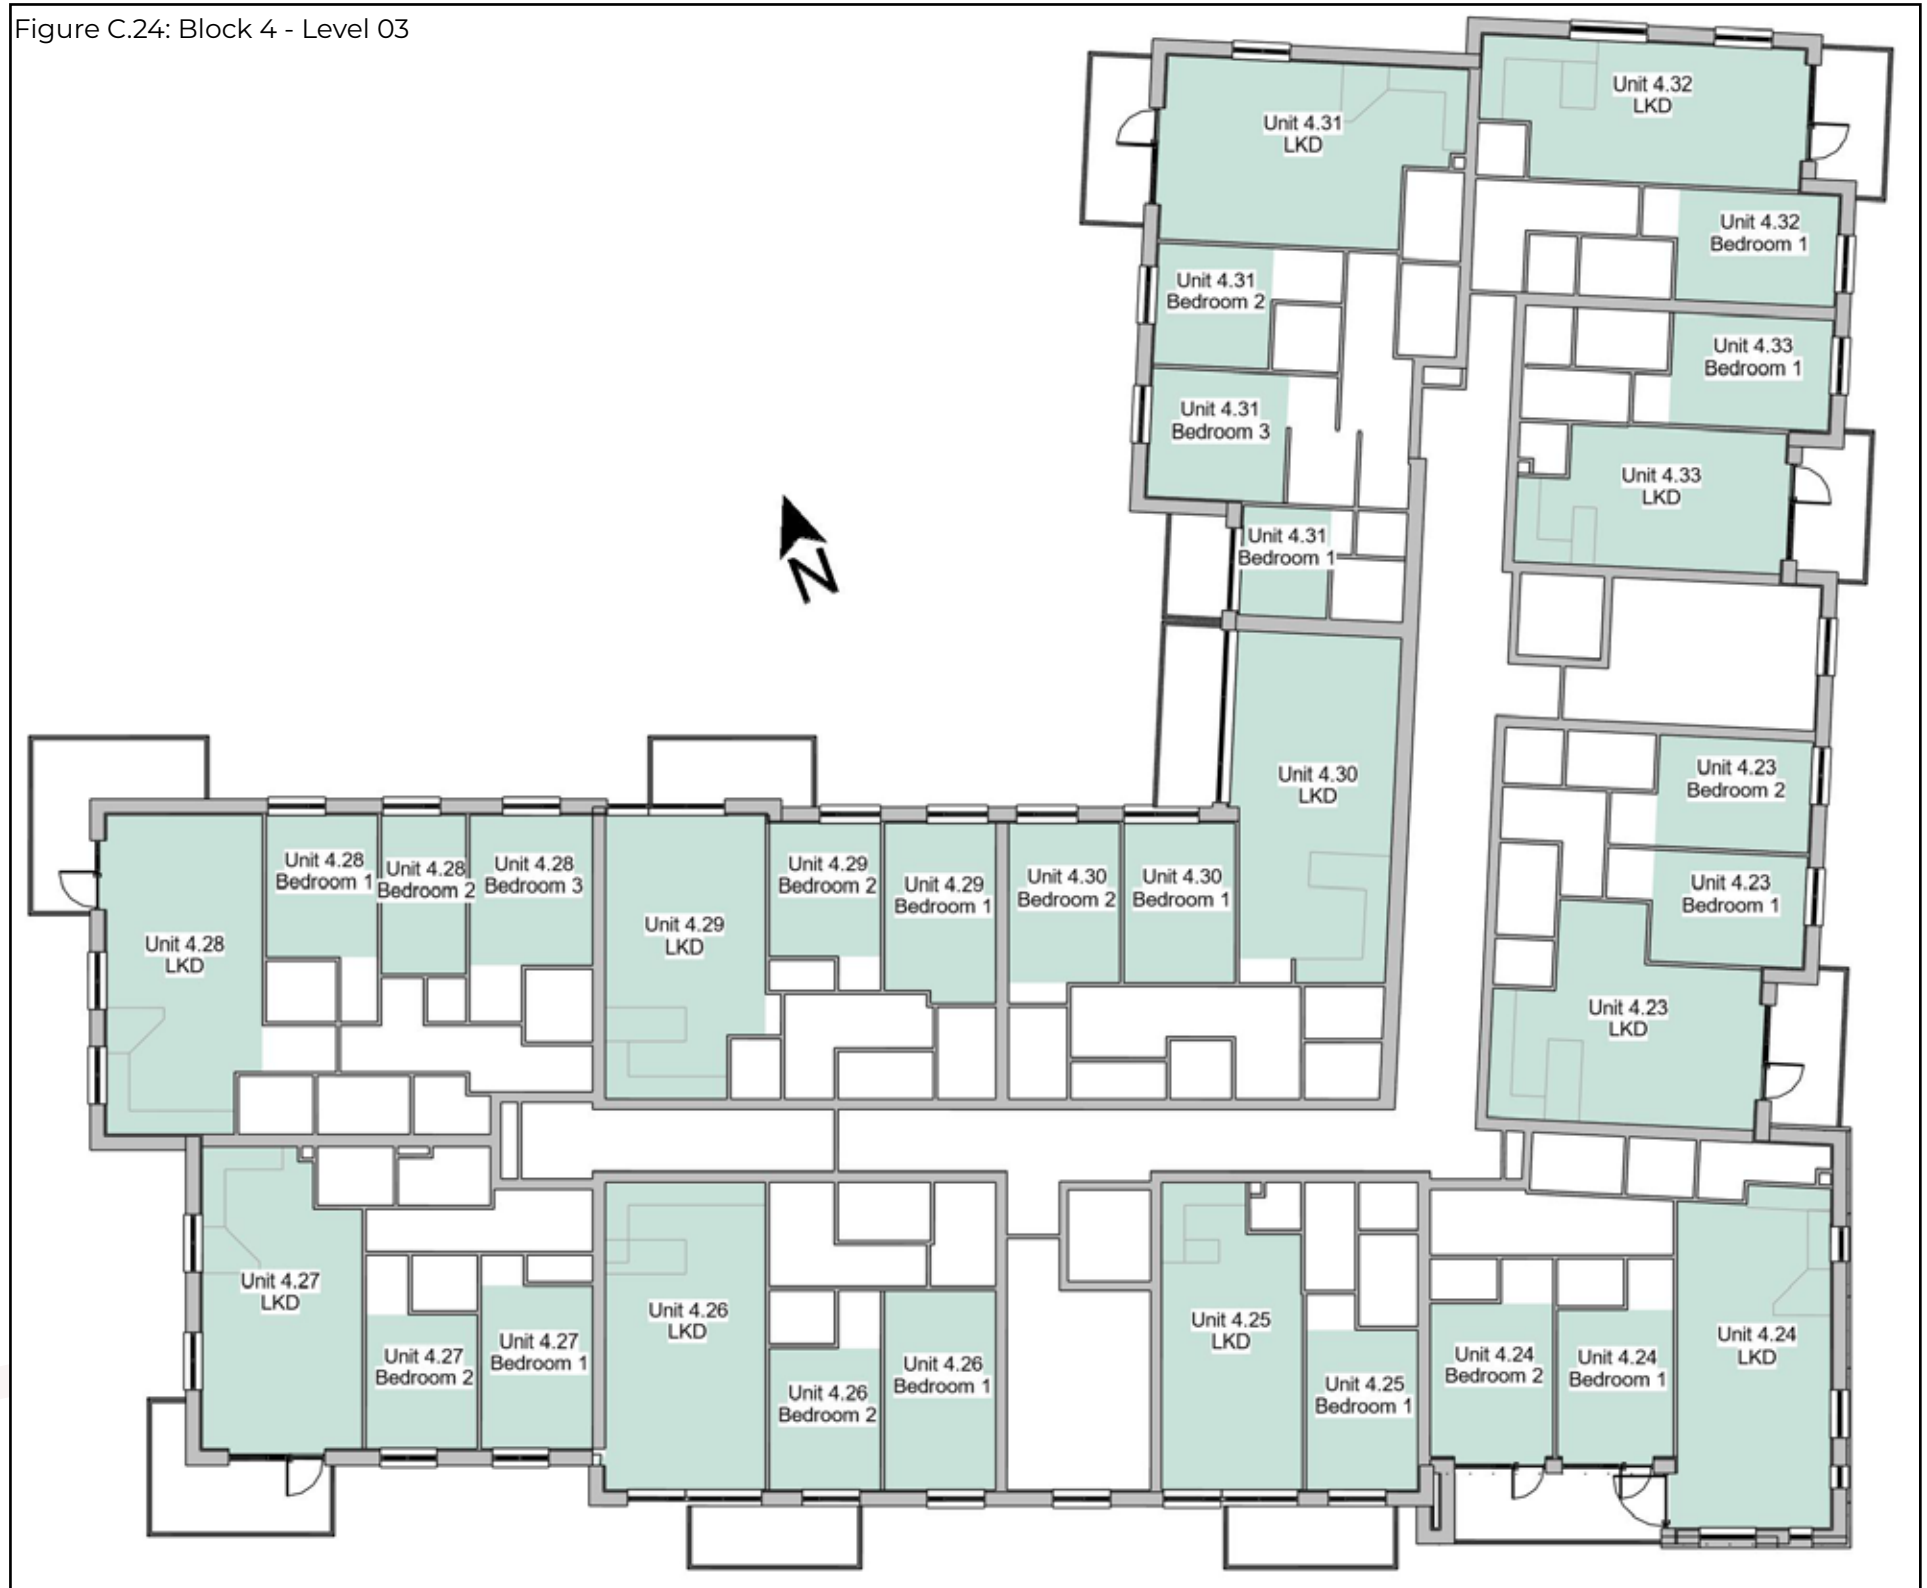 Figure C.24: Block 4 - Level 03
Unit 4.32
LKD
Unit 4.31
LKD
Unit 4.32
Bedroom 1
Unit 4.31
Bedroom 2
Unit 4.33
Bedroom 1
Unit 4.31
Bedroom 3
Unit 4.33
LKD
Unit 4.31
Bedroom 1
N
Unit 4.30
LKD
Unit 4.23
Bedroom 2
Unit 4.28
Bedroom 1
Unit 4.28
Bedroom 2
Unit 4.28
Bedroom 3
Unit 4.29
Bedroom 2
Unit 4.29
Bedroom 1
Unit 4.30
Bedroom 2
Unit 4.30
Bedroom 1
Unit 4.23
Bedroom 1
Unit 4.28
LKD
Unit 4.29
LKD
Unit 4.23
LKD
Unit 4.27
LKD
Unit 4.26
LKD
Unit 4.25
LKD
Unit 4.24
LKD
Unit 4.27
Bedroom 2
Unit 4.27
Bedroom 1
Unit 4.26
Bedroom 2
Unit 4.26
Bedroom 1
Unit 4.25
Bedroom 1
Unit 4.24
Bedroom 2
Unit 4.24
Bedroom 1